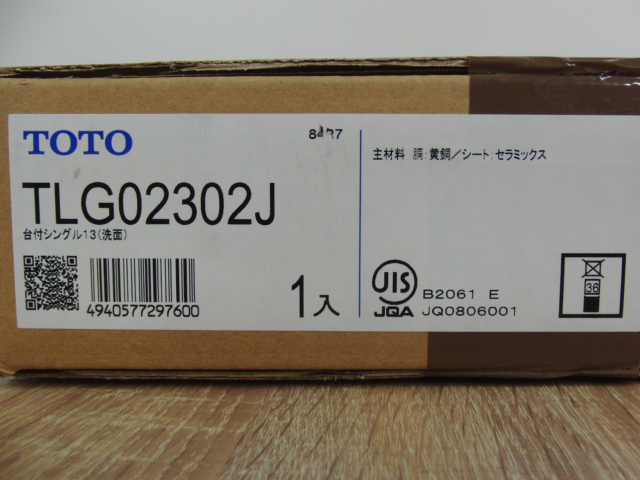 TOTO
TLG02302J
台付シングル13(洗面)
4940577297600
1入
主材料 胴:黄銅/シート:セラミックス
JIS
JQA
B2061 E
JQ0806001
36